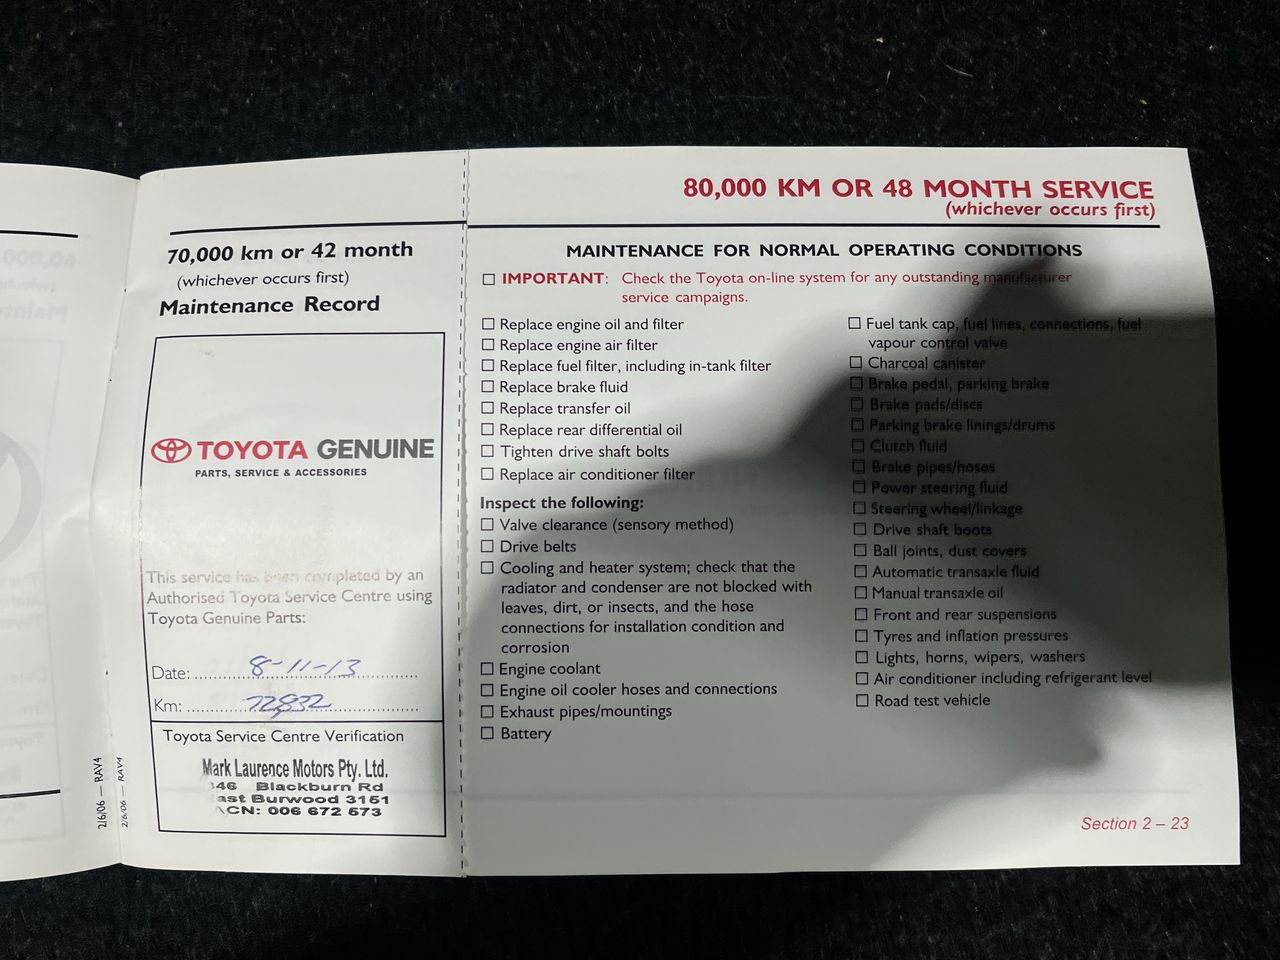 70,000 km or 42 month
(whichever occurs first)
Maintenance Record
TOYOTA GENUINE
PARTS, SERVICE & ACCESSORIES
This service has been completed by an
Authorised Toyota Service Centre using
Toyota Genuine Parts:
Date: 8-11-13
Km: 72832
Toyota Service Centre Verification
Mark Laurence Motors Pty. Ltd.
46 Blackburn Rd
ast Burwood 3151
CN: 006 672 573
2/6/06 — RAV4
2/6/06 — RAV4
80,000 KM OR 48 MONTH SERVICE
(whichever occurs first)
MAINTENANCE FOR NORMAL OPERATING CONDITIONS
☐ IMPORTANT: Check the Toyota on-line system for any outstanding manufacturer
service campaigns.
☐ Replace engine oil and filter
☐ Replace engine air filter
☐ Replace fuel filter, including in-tank filter
☐ Replace brake fluid
☐ Replace transfer oil
☐ Replace rear differential oil
☐ Tighten drive shaft bolts
☐ Replace air conditioner filter
Inspect the following:
☐ Valve clearance (sensory method)
☐ Drive belts
☐ Cooling and heater system; check that the
radiator and condenser are not blocked with
leaves, dirt, or insects, and the hose
connections for installation condition and
corrosion
☐ Engine coolant
☐ Engine oil cooler hoses and connections
☐ Exhaust pipes/mountings
☐ Battery
☐ Fuel tank cap, fuel lines, connections, fuel
vapour control valve
☐ Charcoal canister
☐ Brake pedal, parking brake
☐ Brake pads/discs
☐ Parking brake linings/drums
☐ Clutch fluid
☐ Brake pipes/hoses
☐ Power steering fluid
☐ Steering wheel/linkage
☐ Drive shaft boots
☐ Ball joints, dust covers
☐ Automatic transaxle fluid
☐ Manual transaxle oil
☐ Front and rear suspensions
☐ Tyres and inflation pressures
☐ Lights, horns, wipers, washers
☐ Air conditioner including refrigerant level
☐ Road test vehicle
Section 2 – 23